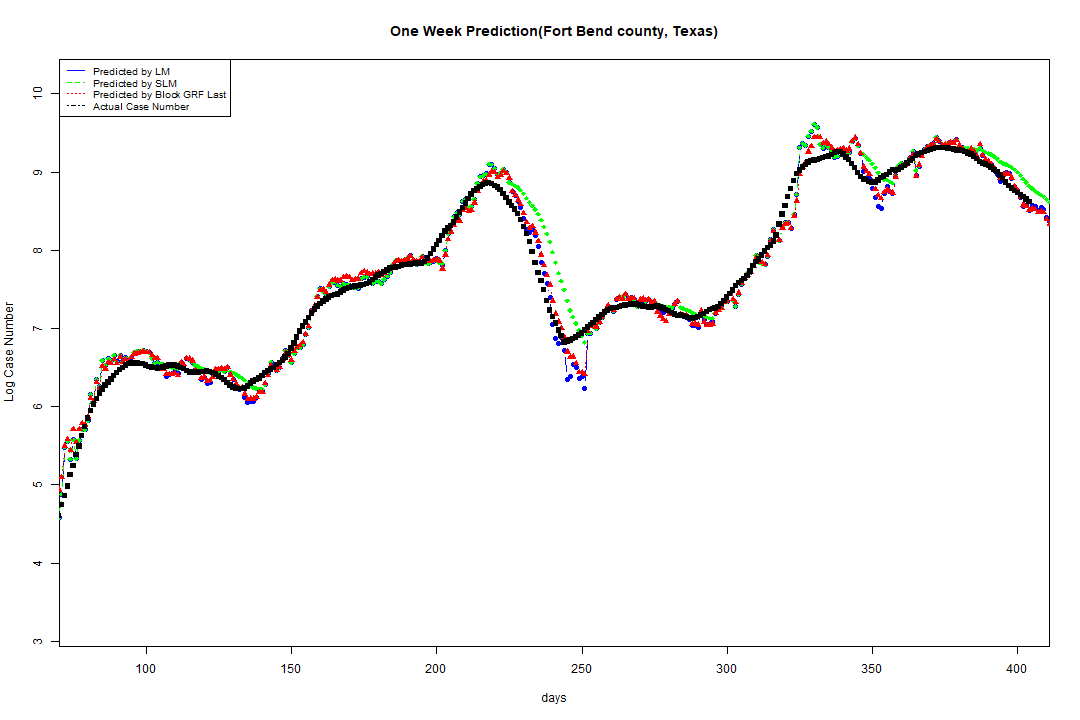 One Week Prediction(Fort Bend county, Texas)
Predicted by LM
Predicted by SLM
Predicted by Block GRF Last
Actual Case Number
10
9
8
7
6
5
4
3
Log Case Number
100 150 200 250 300 350 400
days